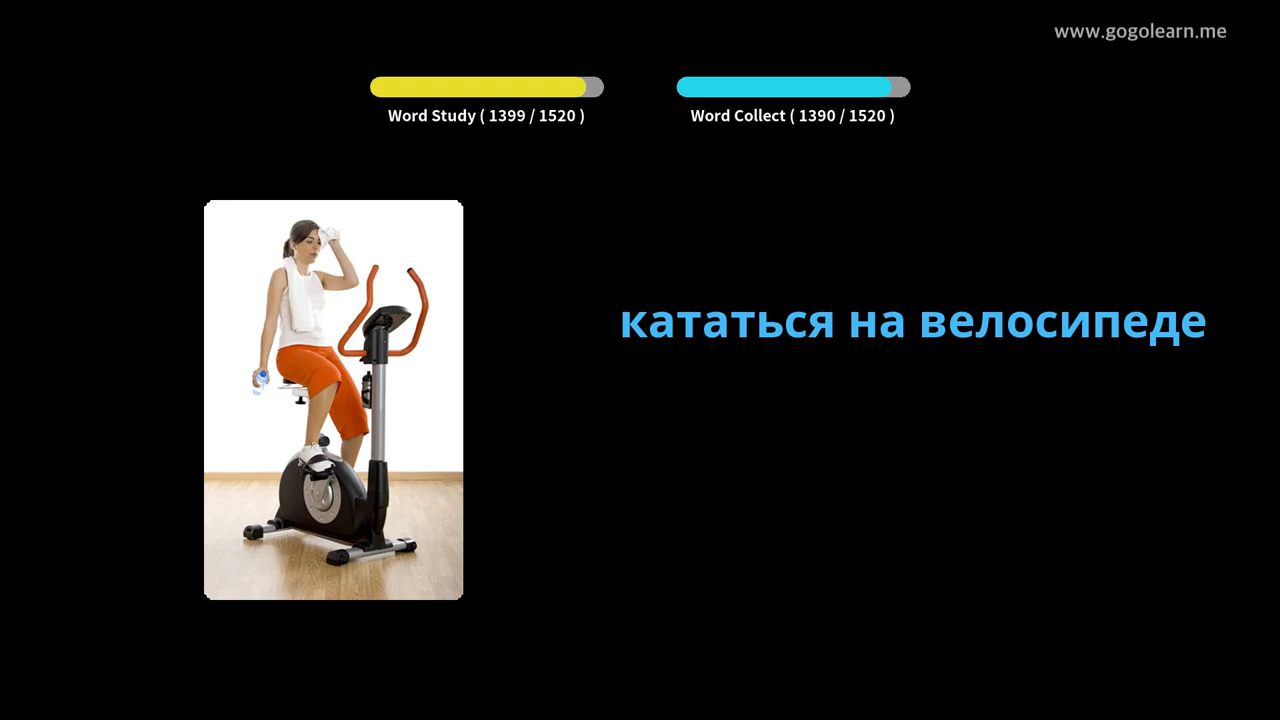 www.gogolearn.me
Word Study ( 1399 / 1520 )
Word Collect ( 1390 / 1520 )
кататься на велосипеде